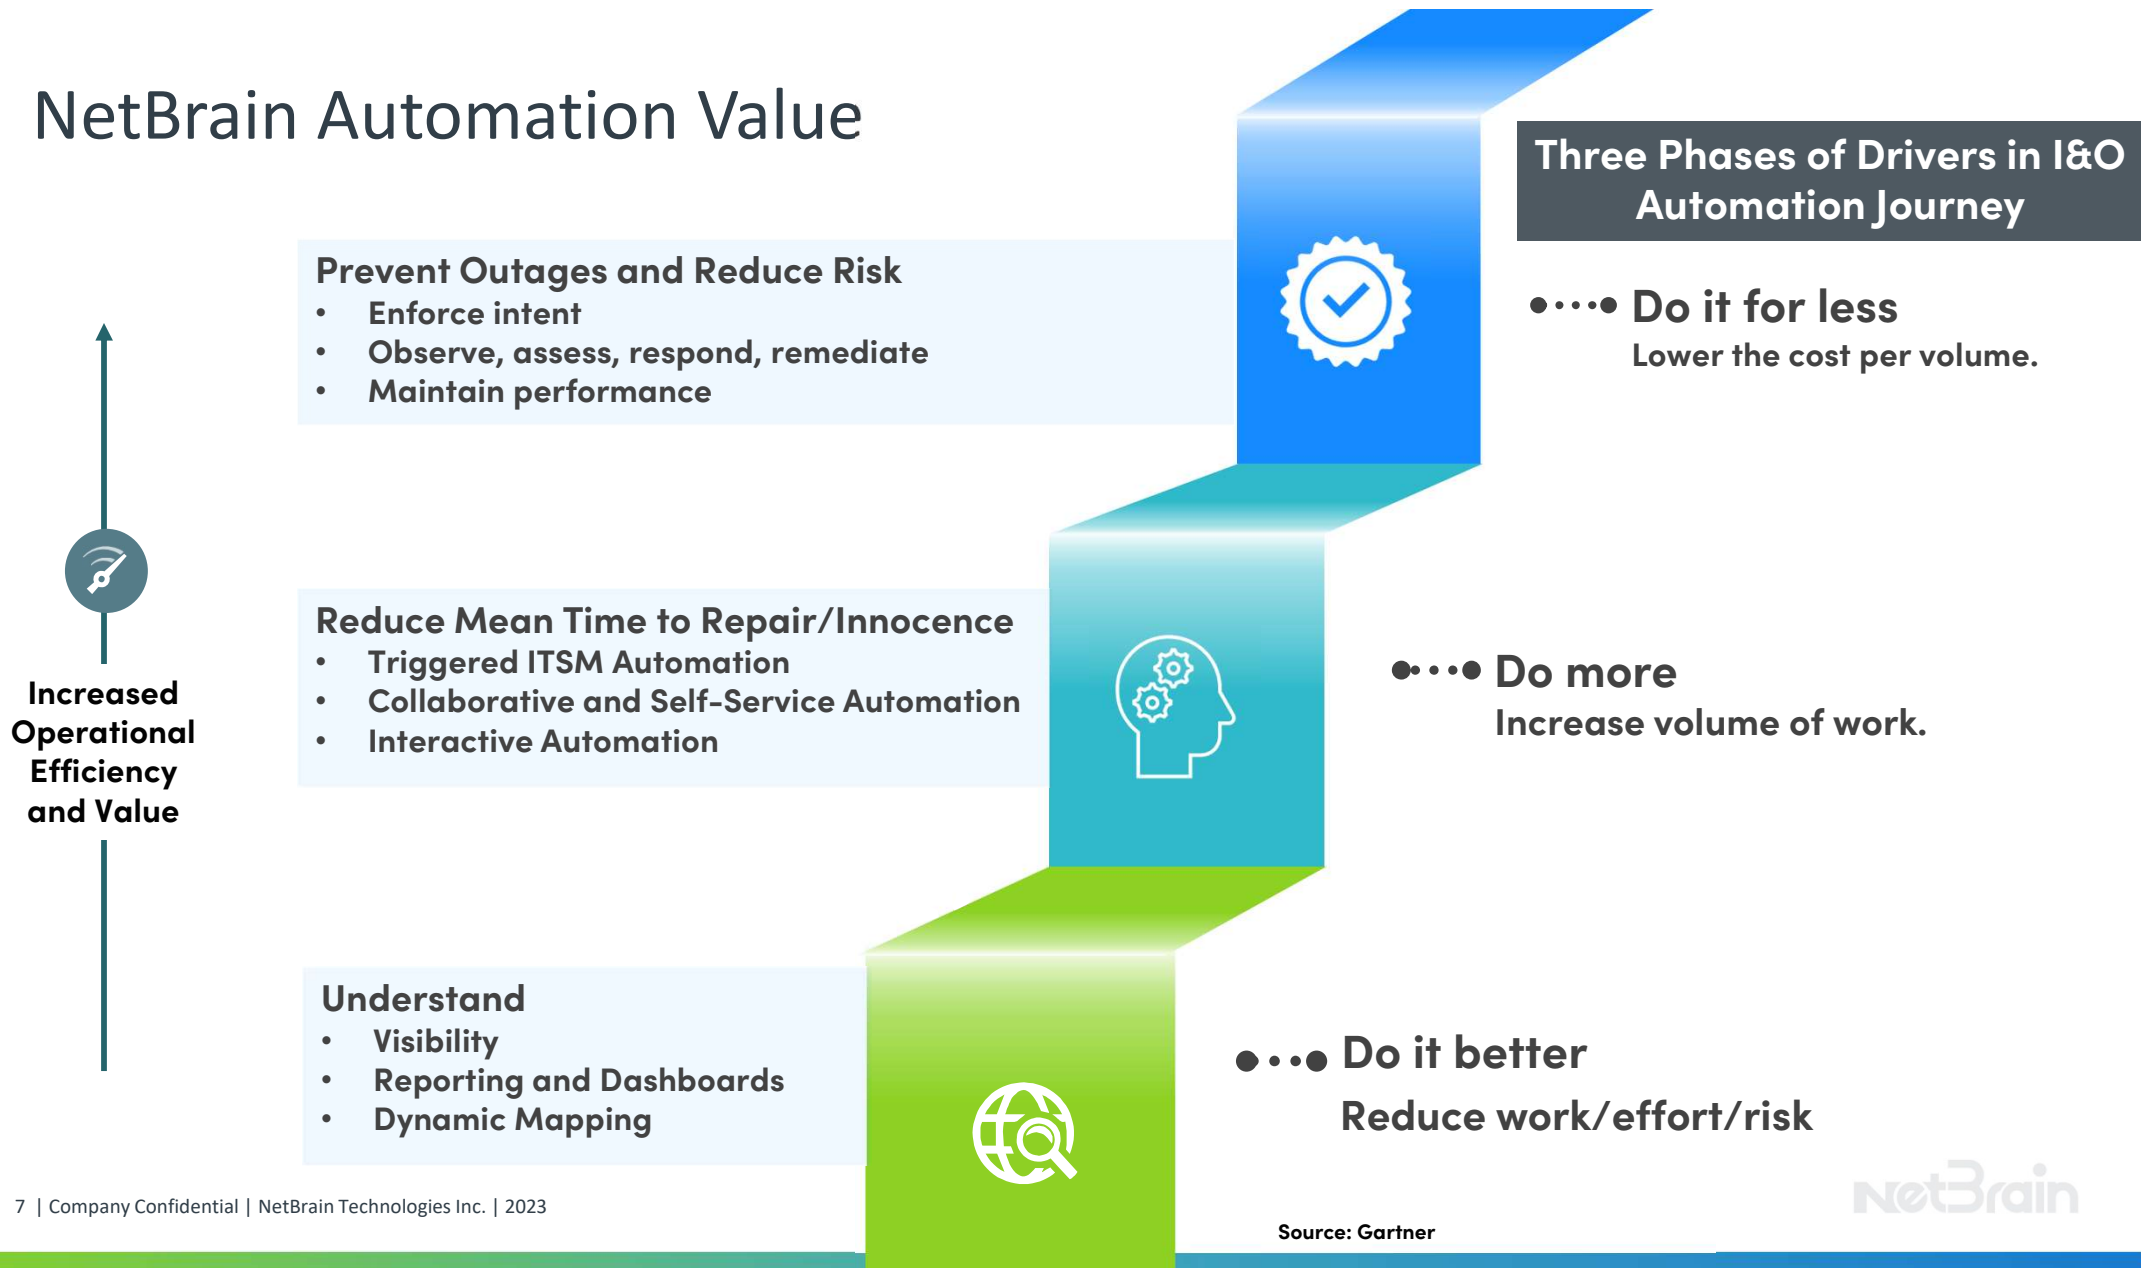 NetBrain Automation Value
Three Phases of Drivers in I&O
Automation Journey
Prevent Outages and Reduce Risk
• Enforce intent
• Observe, assess, respond, remediate
• Maintain performance
Do it for less
Lower the cost per volume.
Increased
Operational
Efficiency
and Value
Reduce Mean Time to Repair/Innocence
• Triggered ITSM Automation
• Collaborative and Self-Service Automation
• Interactive Automation
Do more
Increase volume of work.
Understand
• Visibility
• Reporting and Dashboards
• Dynamic Mapping
Do it better
Reduce work/effort/risk
7 | Company Confidential | NetBrain Technologies Inc. | 2023
Source: Gartner
NetBrain